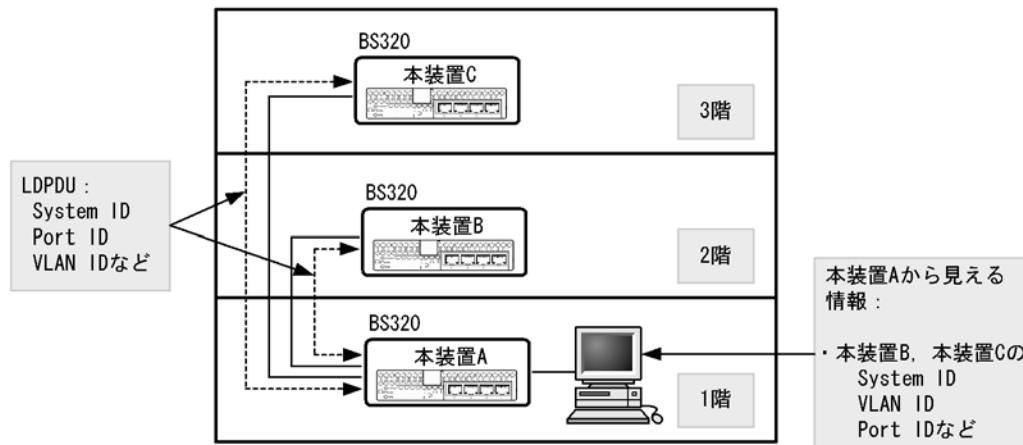 BS320
本装置C
3階
LDPDU：
System ID
Port ID
VLAN IDなど
BS320
本装置B
2階
BS320
本装置A
1階
本装置Aから見える
情報：
・本装置B，本装置Cの
System ID
VLAN ID
Port IDなど